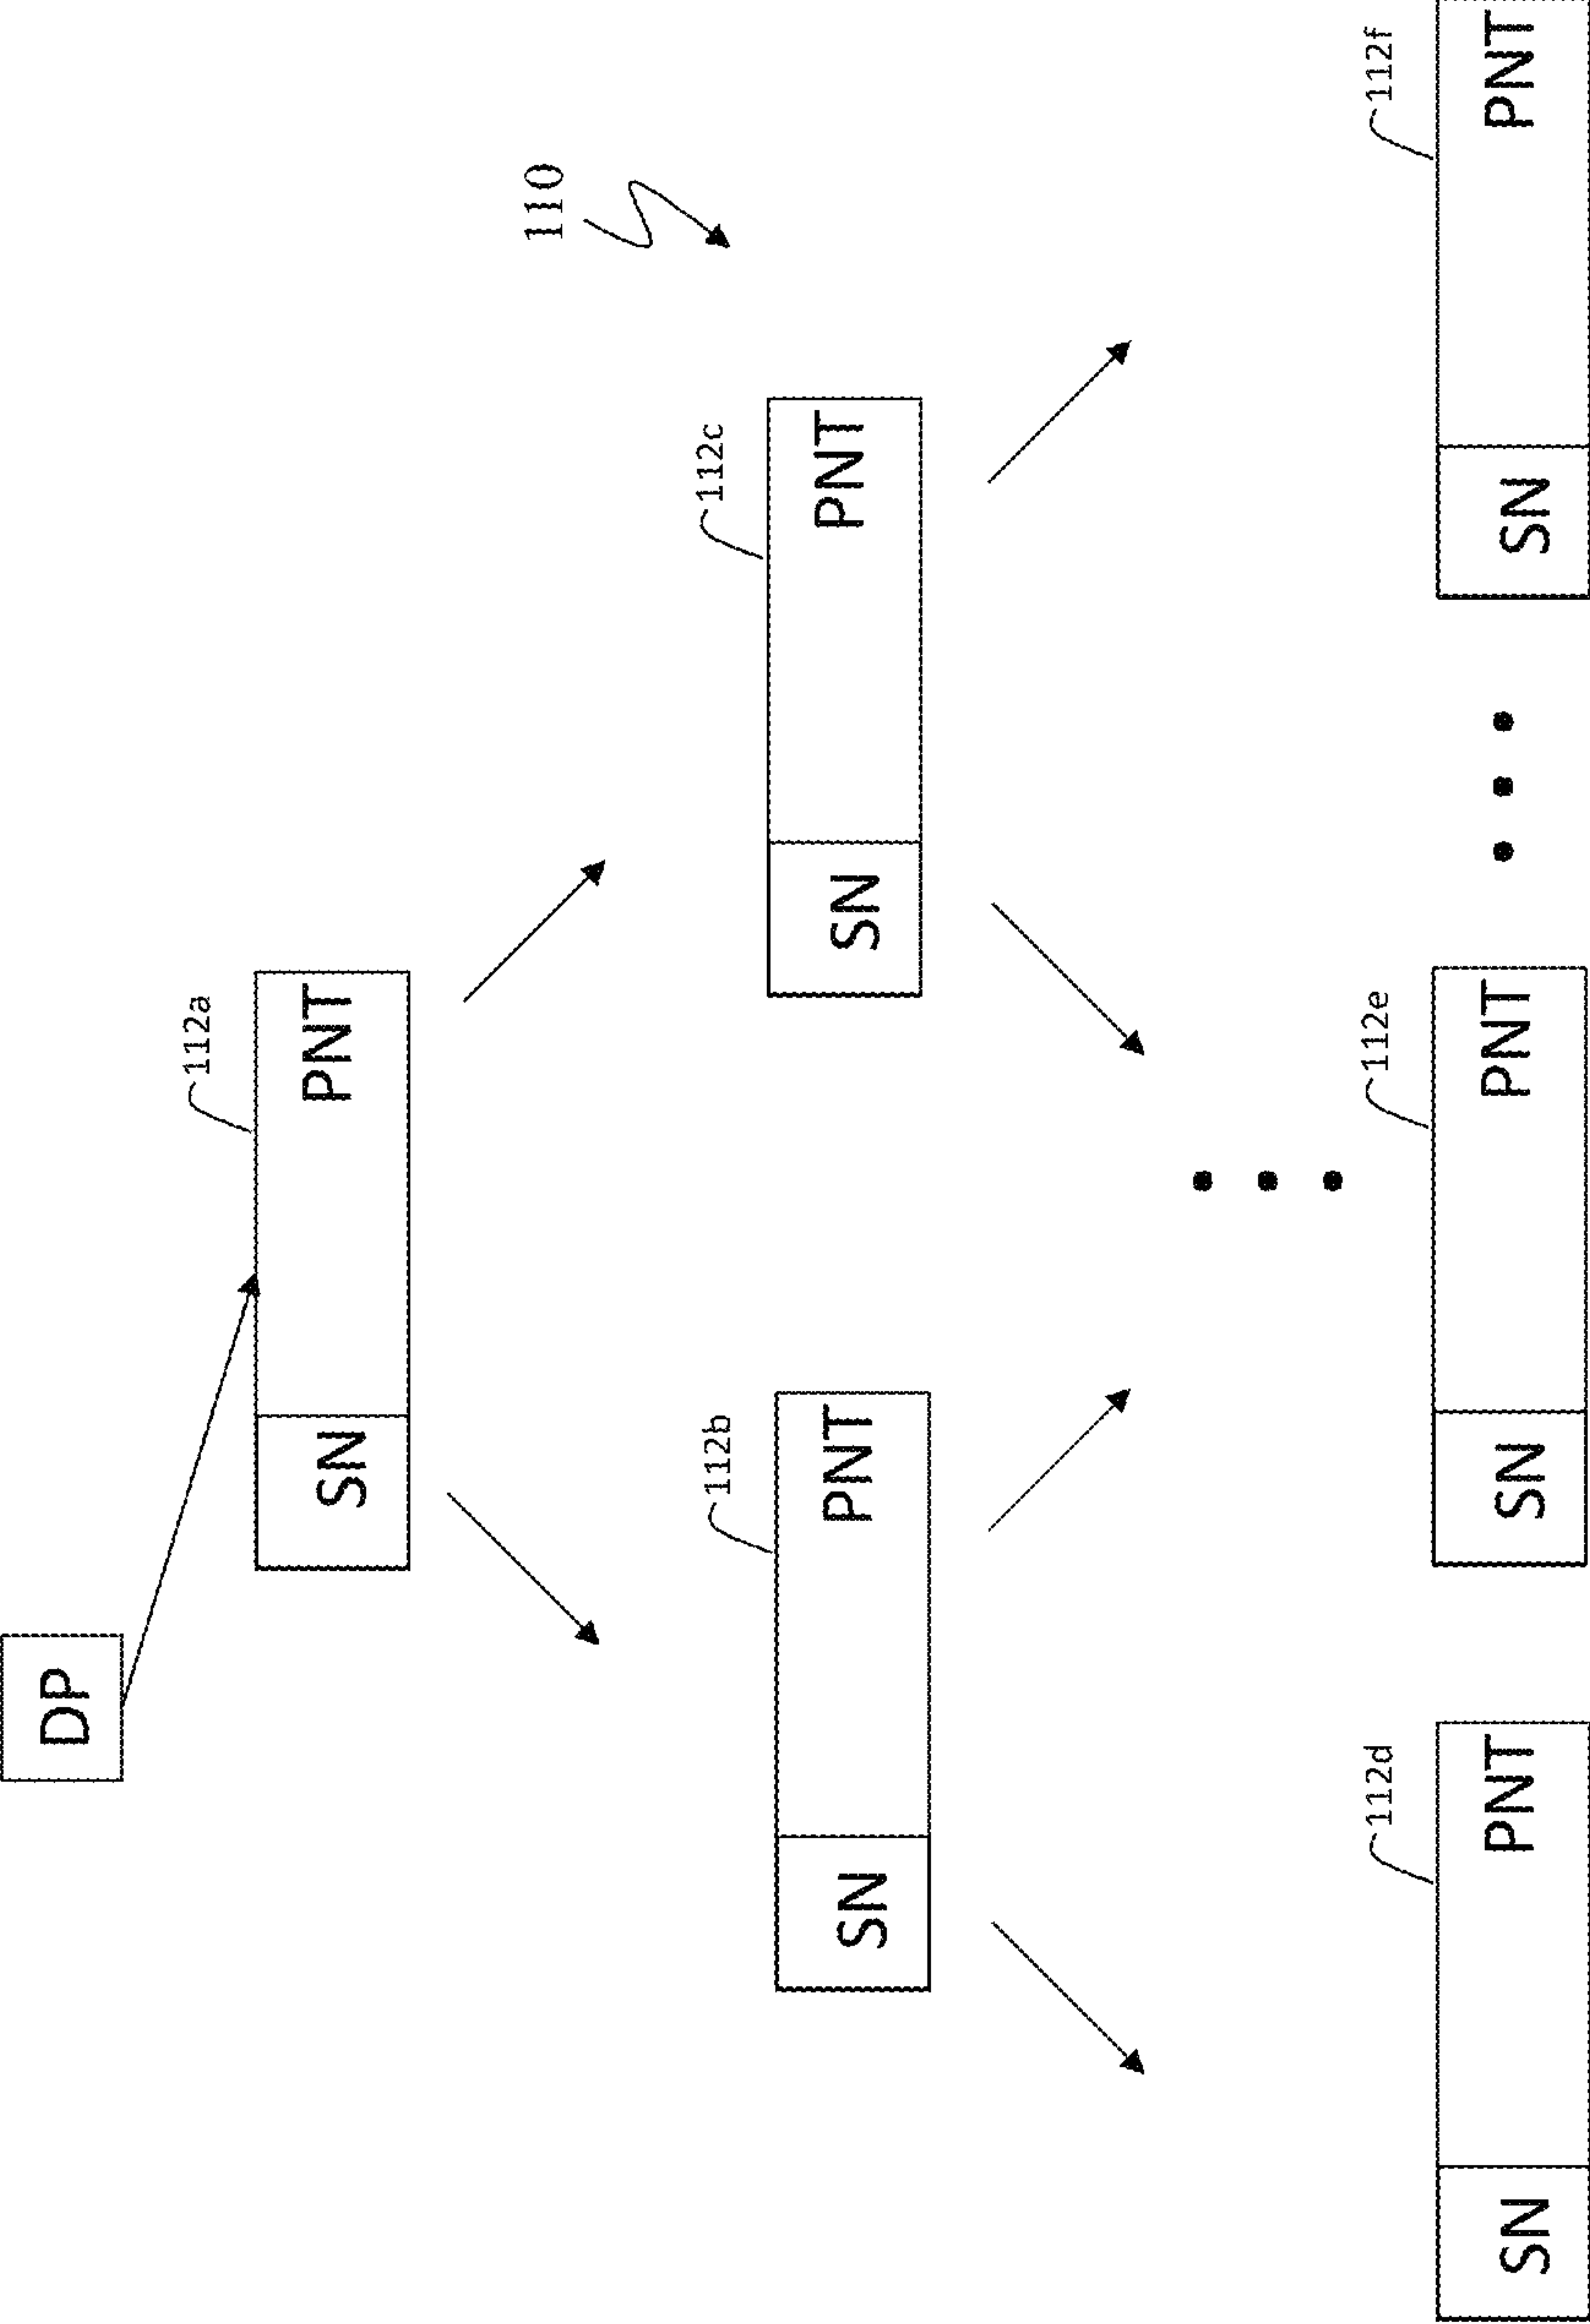 DP
112a
SN PNT
110
112b
SN PNT
112c
SN PNT
112d
SN PNT
112e
SN PNT
112f
SN PNT